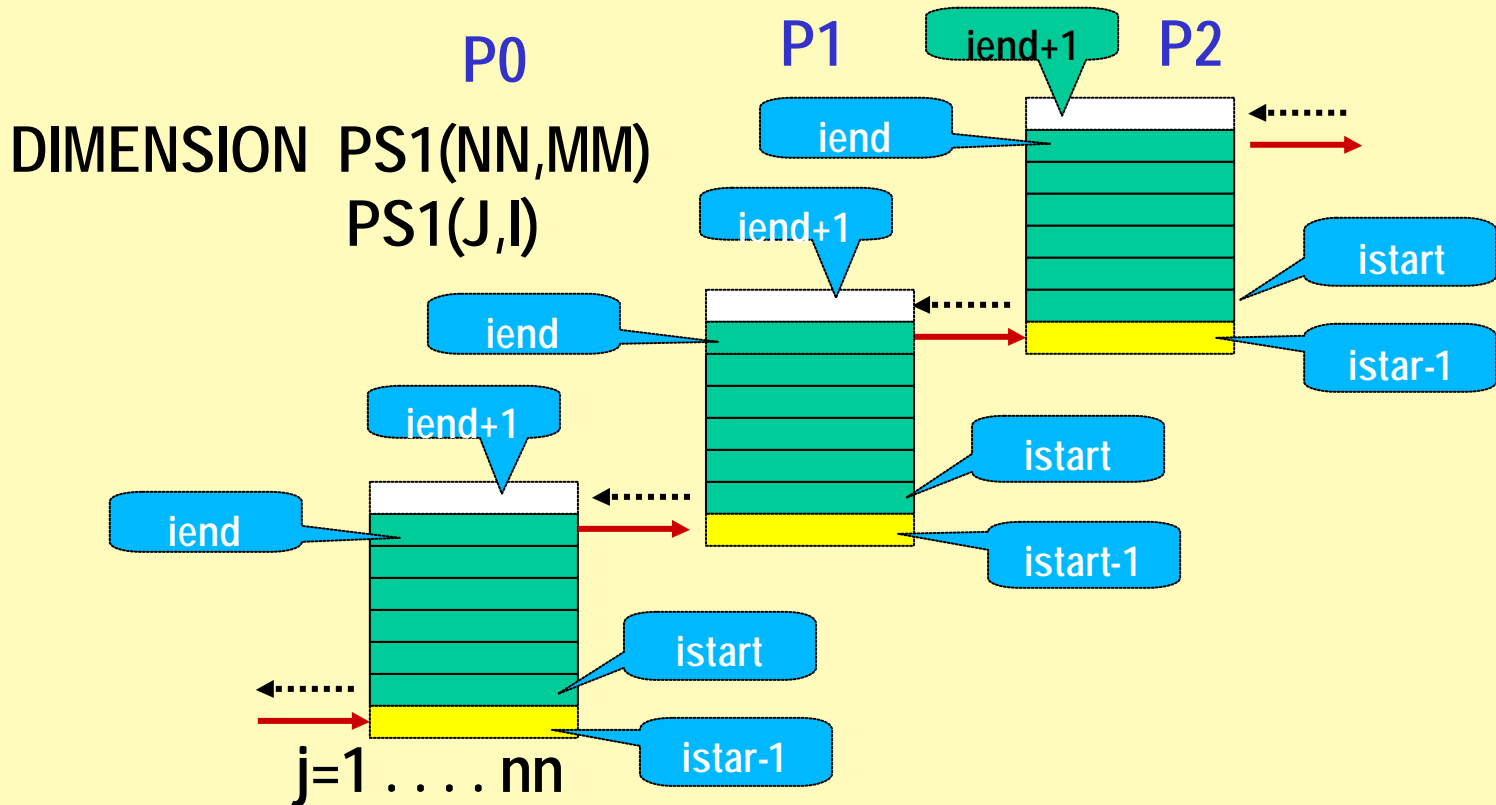 P0
P1
iend+1
P2
DIMENSION PS1(NN,MM)
PS1(J,I)
iend
iend+1
istart
iend
istar-1
iend+1
istart
iend
istart-1
istart
istar-1
j=1 . . . . nn